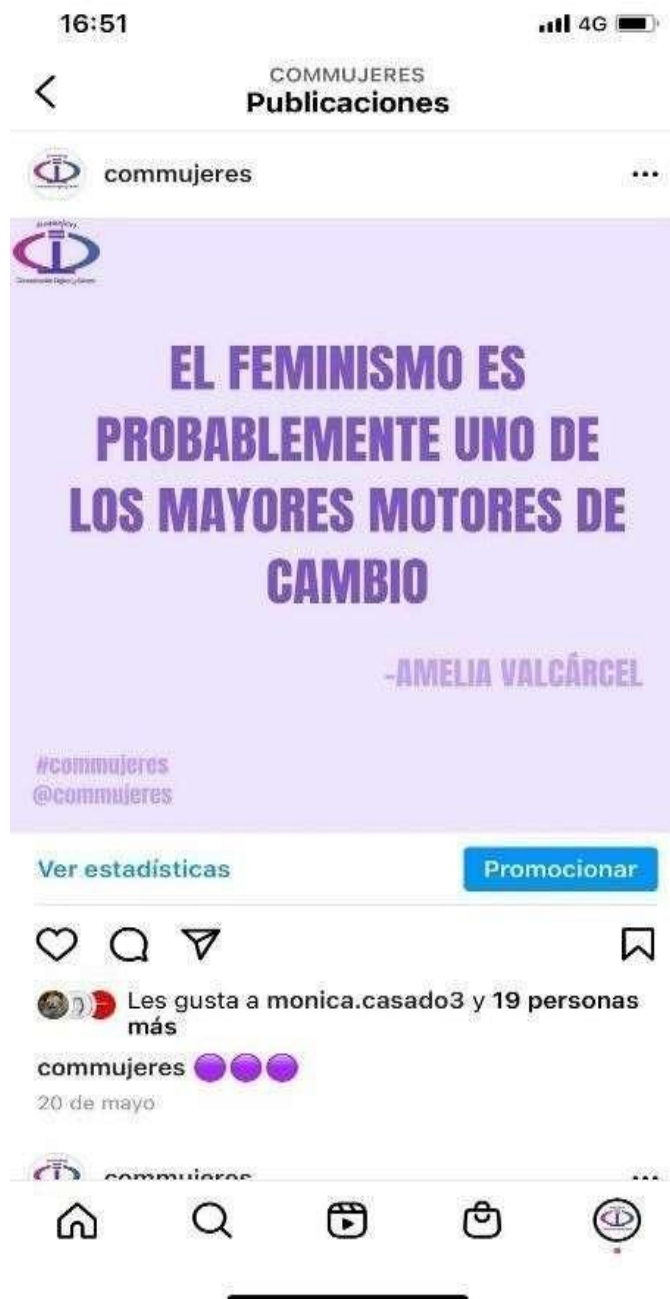 16:51
4G
COMMUJERES
Publicaciones
commujeres
EL FEMINISMO ES
PROBABLEMENTE UNO DE
LOS MAYORES MOTORES DE
CAMBIO
-AMELIA VALCÁRCEL
#commujeres
@commujeres
Ver estadísticas
Promocionar
Les gusta a monica.casado3 y 19 personas
más
commujeres
20 de mayo
commujeres